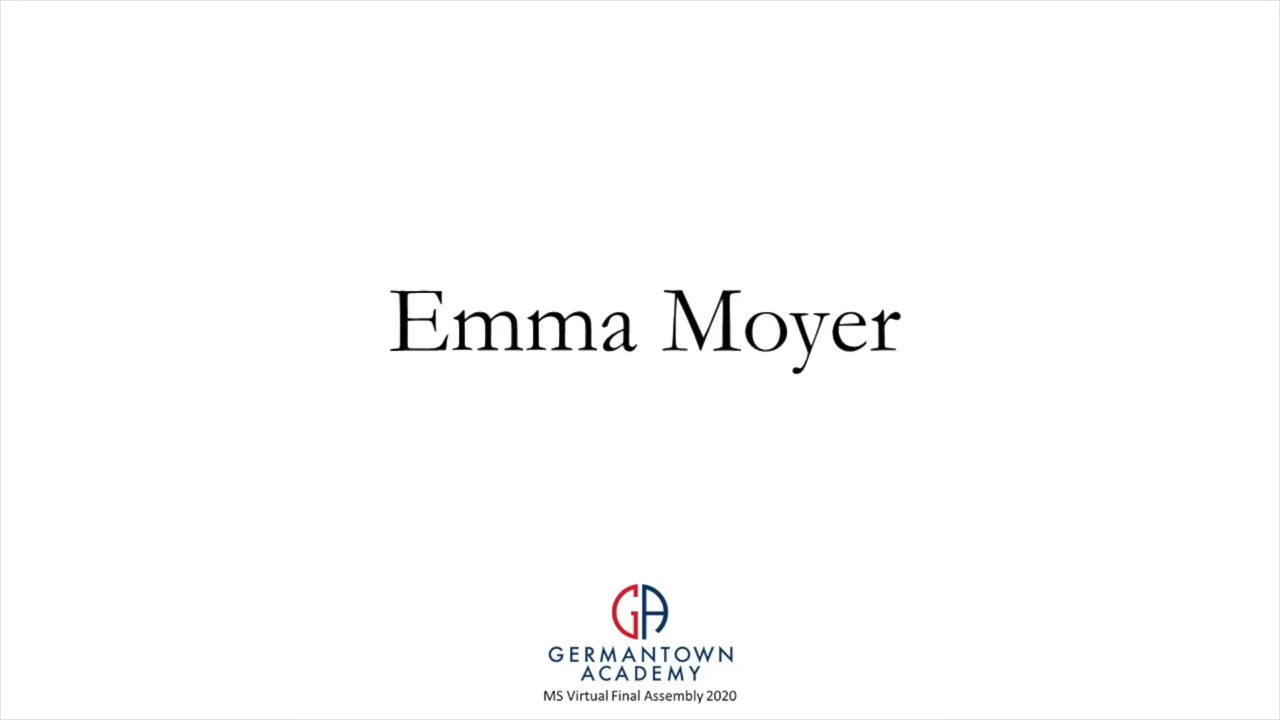 Emma Moyer
GA
GERMANTOWN
ACADEMY
MS Virtual Final Assembly 2020